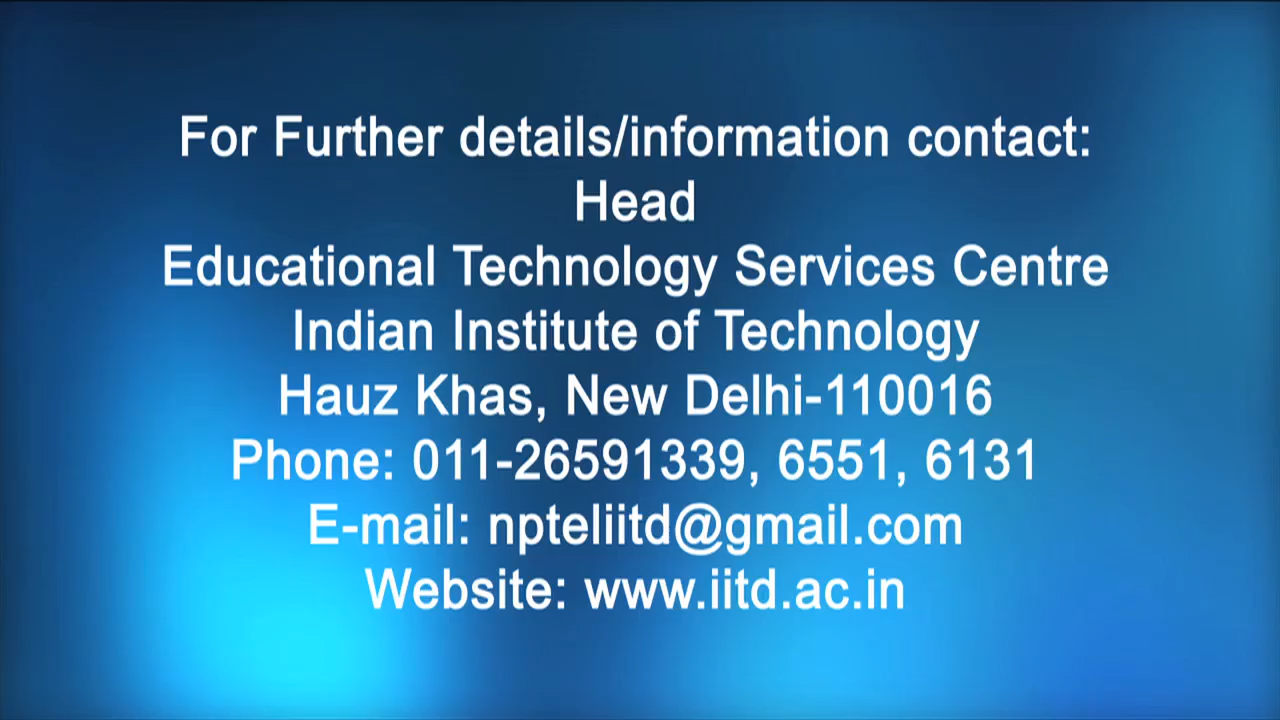 For Further details/information contact:
Head
Educational Technology Services Centre
Indian Institute of Technology
Hauz Khas, New Delhi-110016
Phone: 011-26591339, 6551, 6131
E-mail: npteliitd@gmail.com
Website: www.iitd.ac.in